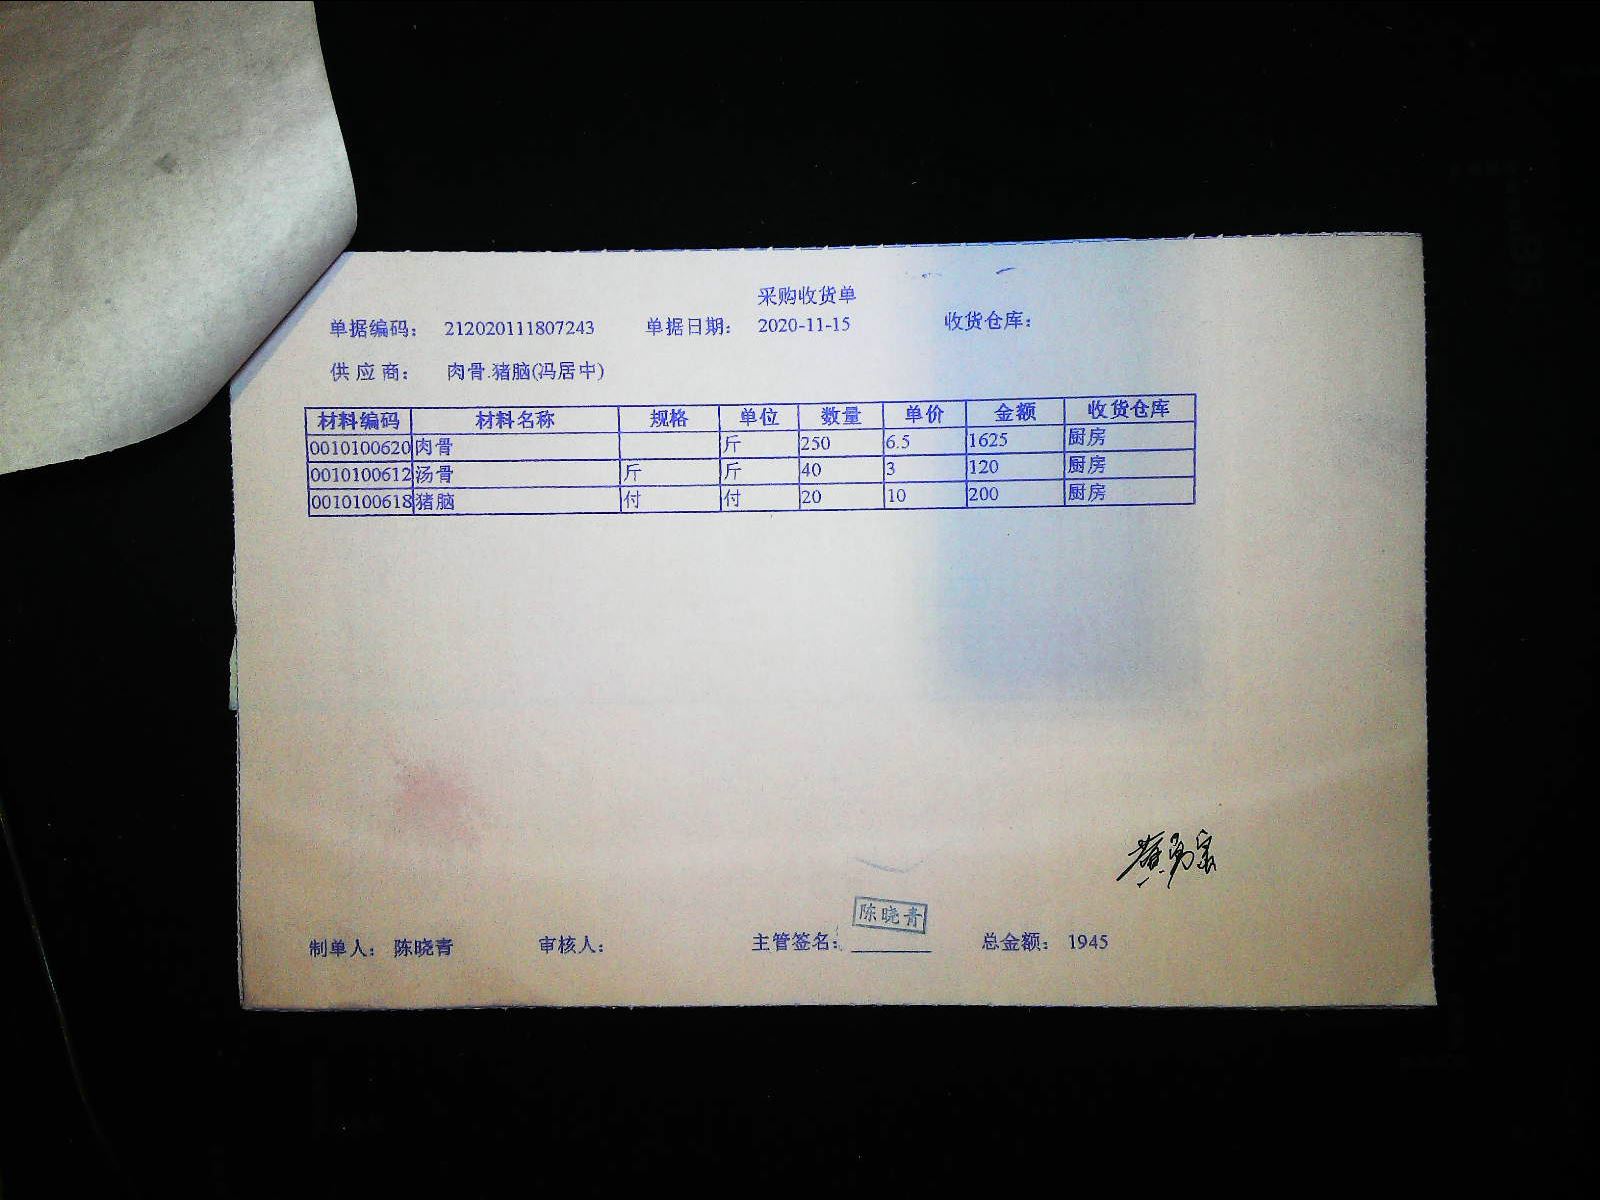 采购收货单
单据编码: 212020111807243 单据日期: 2020-11-15 收货仓库:
供应商: 肉骨.猪脑(冯居中)
材料编码 材料名称 规格 单位 数量 单价 金额 收货仓库
0010100620 肉骨 斤 250 6.5 1625 厨房
0010100612 汤骨 斤 斤 40 3 120 厨房
0010100618 猪脑 付 付 20 10 200 厨房
陈晓青
制单人: 陈晓青 审核人: 主管签名: 总金额: 1945